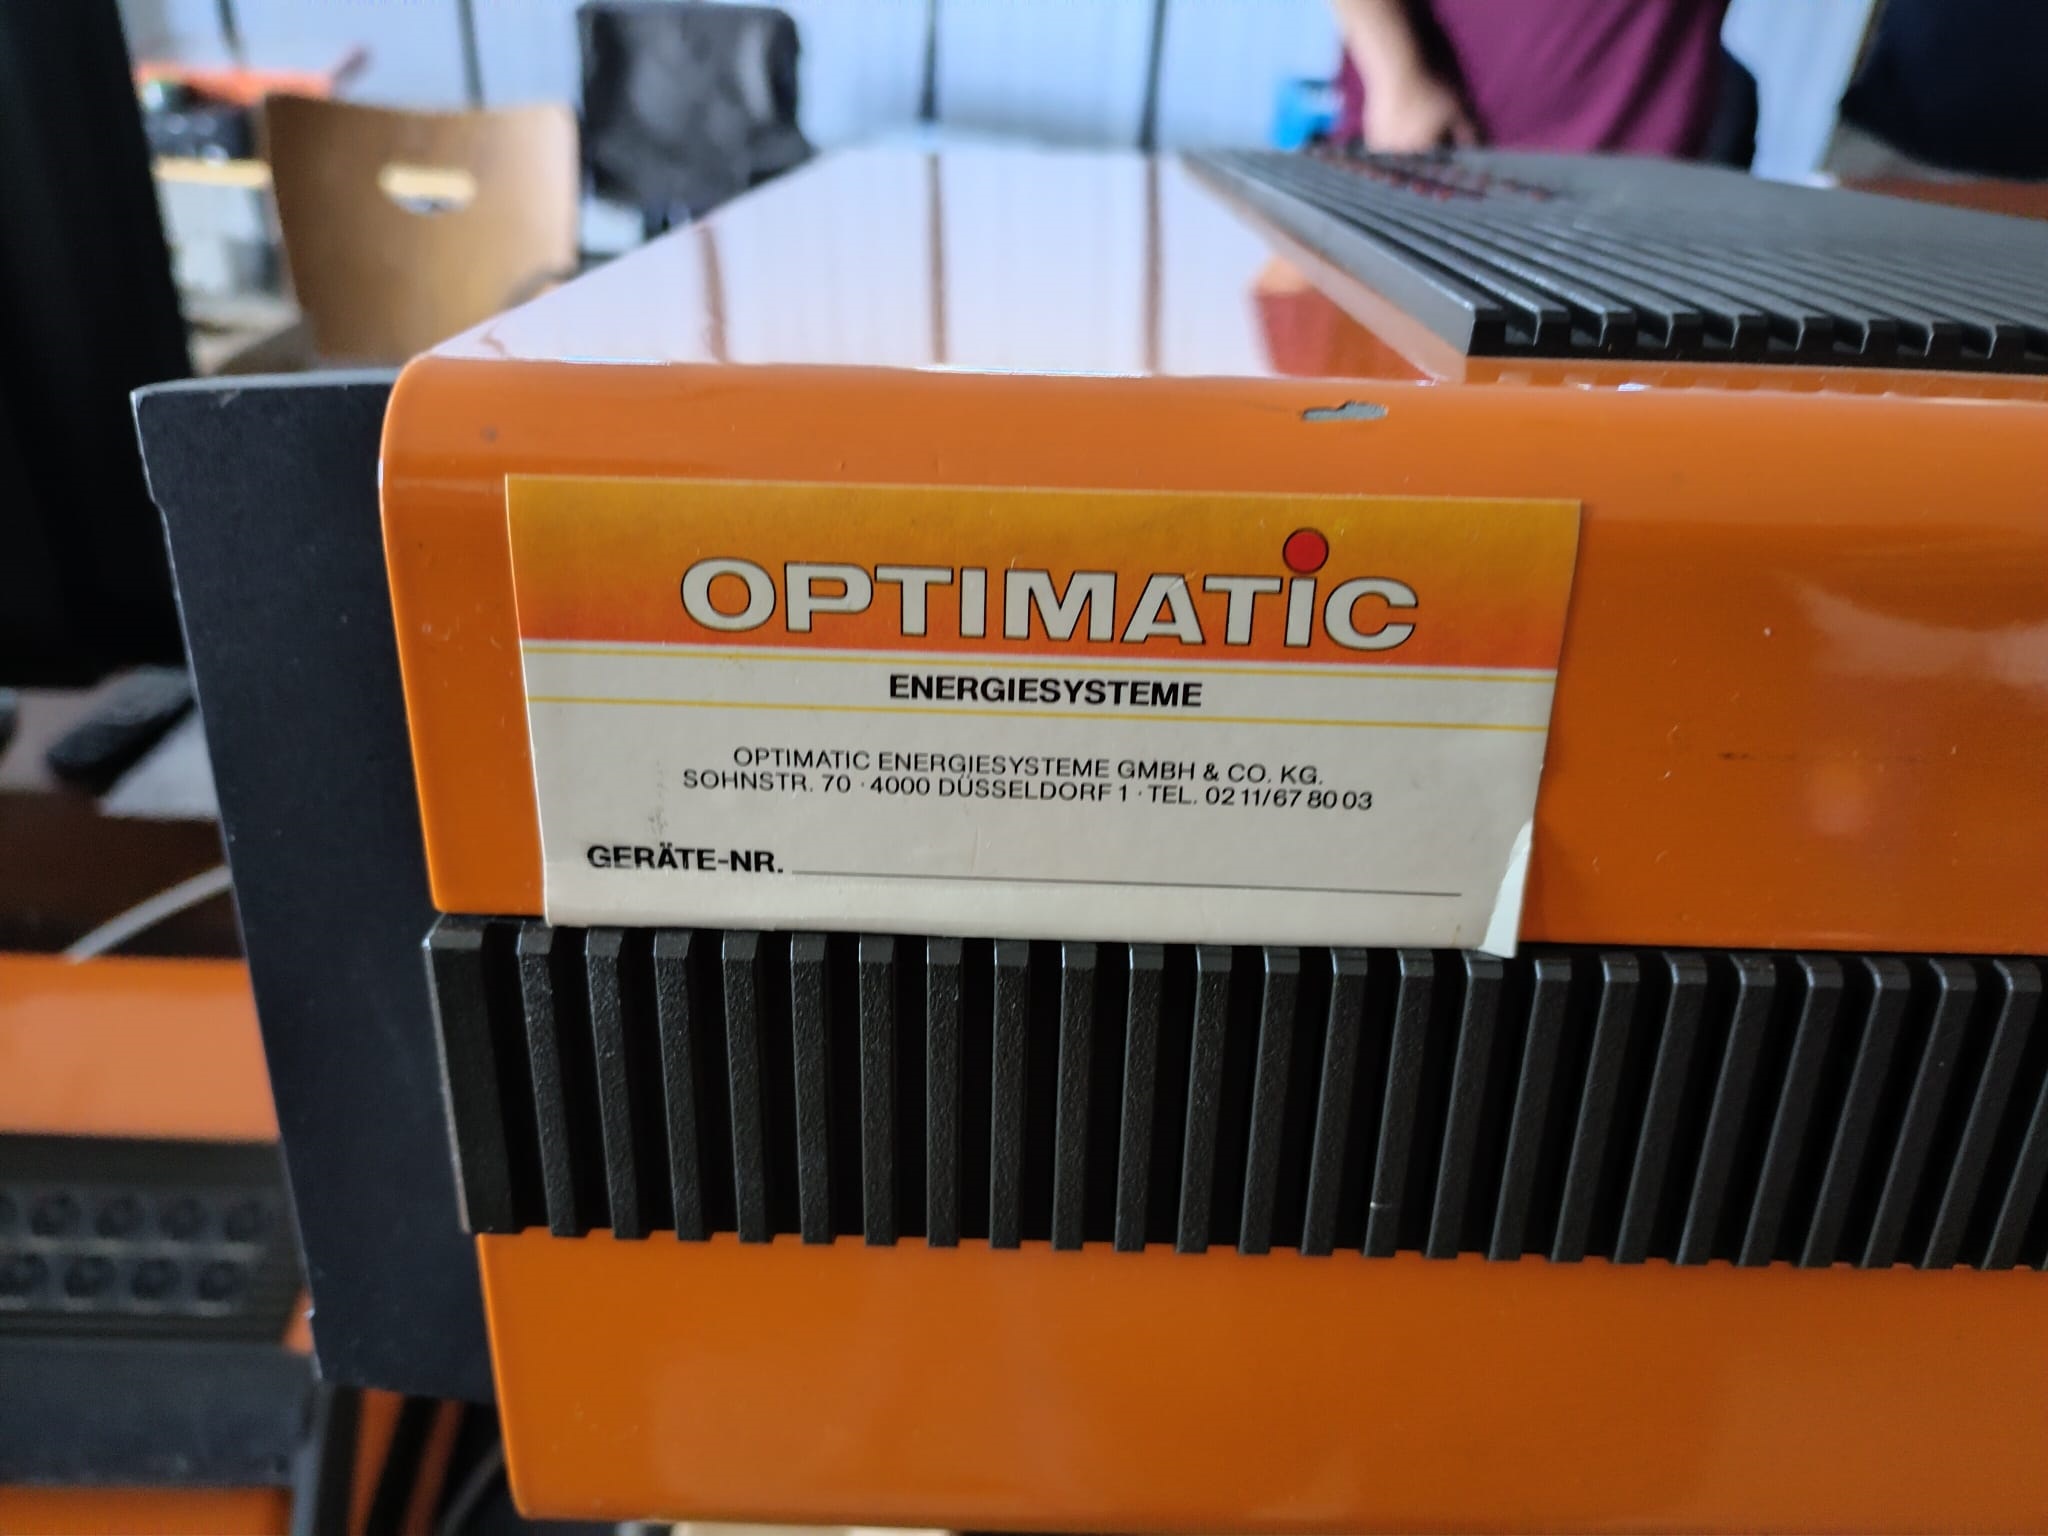 OPTIMATIC
ENERGIESYSTEME
OPTIMATIC ENERGIESYSTEME GMBH & CO. KG.
SOHNSTR. 70 · 4000 DÜSSELDORF 1 · TEL. 02 11/67 80 03
GERÄTE-NR.